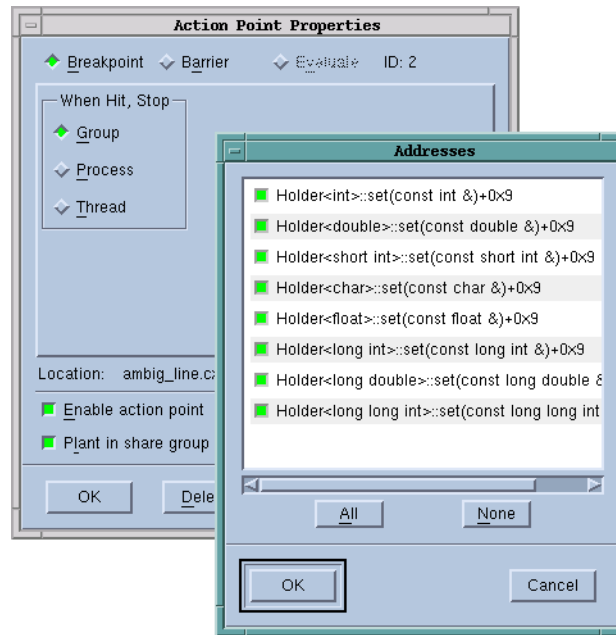 Action Point Properties
Breakpoint Barrier Evaluate ID: 2
When Hit, Stop
Group
Process
Thread
Location: ambig_line.cx
Enable action point
Plant in share group
OK Dele
Addresses
Holder<int>::set(const int &)+0x9
Holder<double>::set(const double &)+0x9
Holder<short int>::set(const short int &)+0x9
Holder<char>::set(const char &)+0x9
Holder<float>::set(const float &)+0x9
Holder<long int>::set(const long int &)+0x9
Holder<long double>::set(const long double &
Holder<long long int>::set(const long long int
All None
OK Cancel